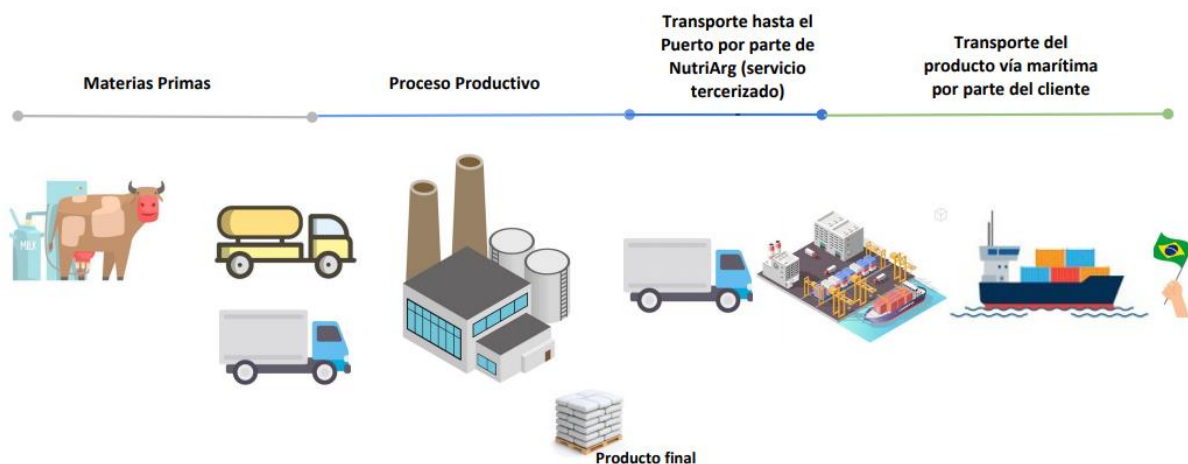 Materias Primas
Proceso Productivo
Transporte hasta el
Puerto por parte de
NutriArg (servicio
tercerizado)
Transporte del
producto vía marítima
por parte del cliente
MILK
Producto final